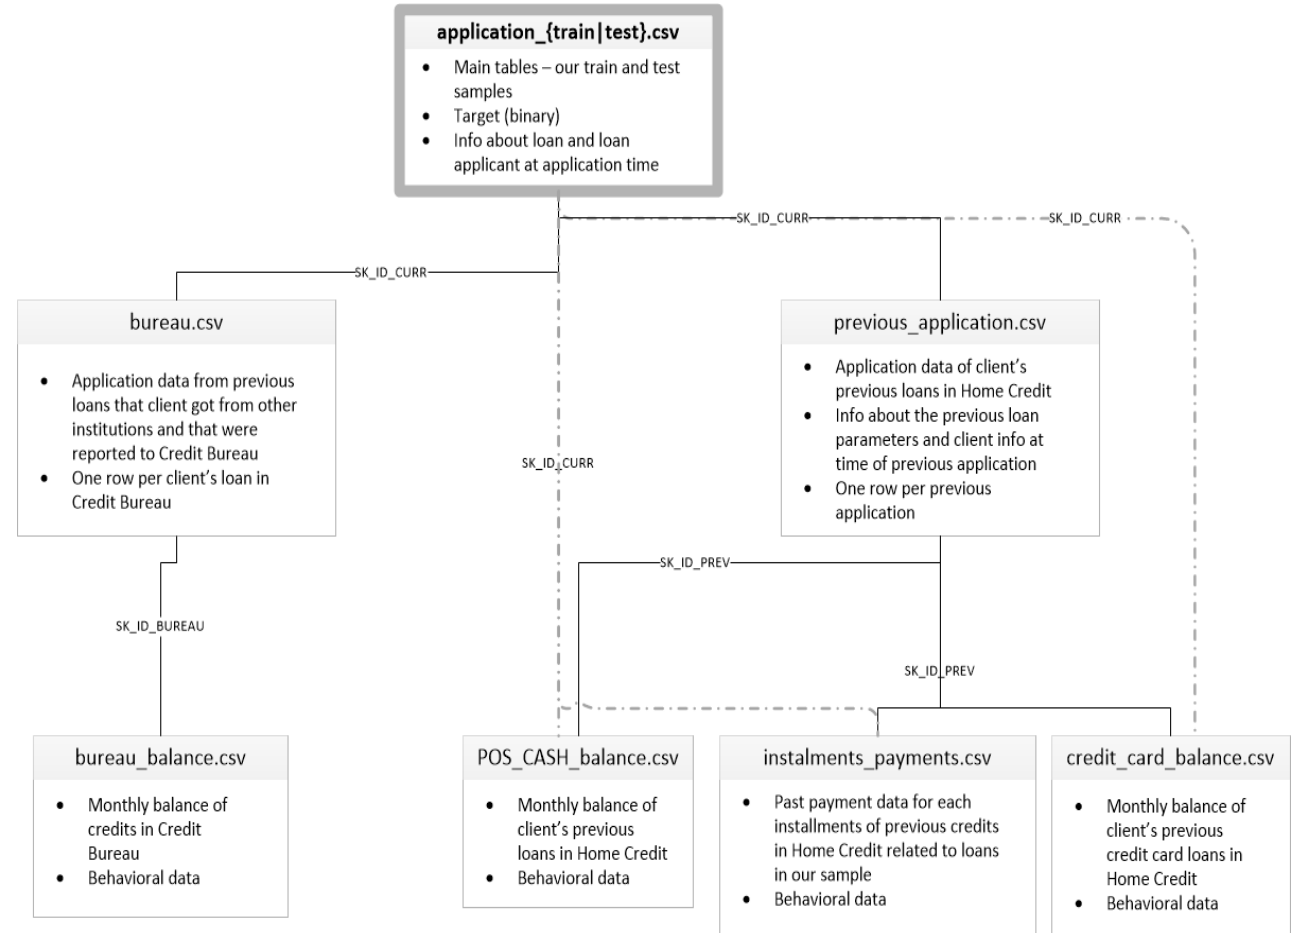 application_{train|test}.csv
• Main tables – our train and test
samples
• Target (binary)
• Info about loan and loan
applicant at application time
SK_ID_CURR
SK_ID_CURR
SK_ID_CURR
bureau.csv
• Application data from previous
loans that client got from other
institutions and that were
reported to Credit Bureau
• One row per client's loan in
Credit Bureau
previous_application.csv
• Application data of client's
previous loans in Home Credit
• Info about the previous loan
parameters and client info at
time of previous application
• One row per previous
application
SK_ID_CURR
SK_ID_PREV
SK_ID_BUREAU
SK_ID_PREV
bureau_balance.csv
• Monthly balance of
credits in Credit
Bureau
• Behavioral data
POS_CASH_balance.csv
• Monthly balance of
client's previous
loans in Home Credit
• Behavioral data
instalments_payments.csv
• Past payment data for each
installments of previous credits
in Home Credit related to loans
in our sample
• Behavioral data
credit_card_balance.csv
• Monthly balance of
client's previous
credit card loans in
Home Credit
• Behavioral data